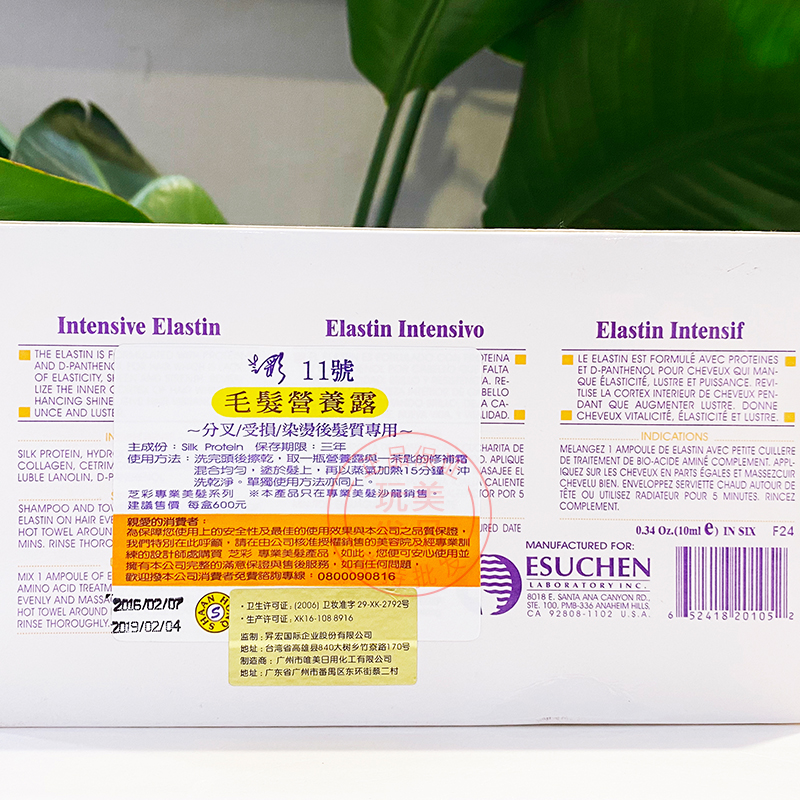 Intensive Elastin
THE ELASTIN IS F
AND D-PANTHENO
OF ELASTICITY, S
LIZE THE INNER C
HANCING SHINE
UNCE AND LUSTE
SILK PROTEIN, HYDRO
COLLAGEN, CETRIM
LUBLE LANOLIN, D-P
SHAMPOO AND TOW
ELASTIN ON HAIR EVE
HOT TOWEL AROUND
MINS. RINSE THOROUG
MIX 1 AMPOULE OF E
AMINO ACID TREATM
EVENLY AND MASSAG
HOT TOWEL AROUND
RINSE THOROUGHLY.
Elastin Intensivo
OTEINA
FALTA
A. RE-
BELLO
A CA-
LIDAD.
CHARITA DE
O. APLIQUE
ASAJEE EL
TOR POR 5
URED DATE
Elastin Intensif
LE ELASTIN EST FORMULÉ AVEC PROTEINES
ET D-PANTHENOL POUR CHEVEUX QUI MAN-
QUE ÉLASTICITÉ, LUSTRE ET PUISSANCE. REVI-
TLISE LA CORTEX INTERIEUR DE CHEVEUX PEN-
DANT QUE AUGMENTER LUSTRE. DONNE
CHEVEUX VITALICITÉ, ÉLASTICITÉ ET LUSTRE.
INDICATIONS
MELANGEZ 1 AMPOULE DE ELASTIN AVEC PETITE CUILLERE
DE TRAITEMENT DE BIO-ACIDE AMINÉ COMPLEMENT. APPLI-
QUEZ SUR LES CHEVEUX EN PARTS ÉGALES ET MASSEZCUIR
CHEVELU BIEN. ENVELOPPEZ SERVIETTE CHAUD AUTOUR DE
TÊTE OU UTILISEZ RADIATEUR POUR 5 MINUTES. RINCEZ
COMPLEMENT.
0.34 Oz.(10ml e) IN SIX F24
MANUFACTURED FOR:
ESUCHEN
LABORATORY INC.
8018 E. SANTA ANA CANYON RD.,
STE. 100. PMB-336 ANAHEIM HILLS,
CA 92808-1102 U.S.A.
6 52418 20105 2
11號
毛髮營養露
～分叉/受損/染燙後髮質專用～
主成份：Silk Protein 保存期限：三年
使用方法：洗完頭後擦乾，取一瓶營養露與一茶匙的修補霜
混合均勻，塗於髮上，再以蒸氣加熱15分鐘，沖
洗乾淨。單獨使用方法亦同上。
芝彩專業美髮系列 ※本產品只在專業美髮沙龍銷售。
建議售價 每盒600元
親愛的消費者：
為保障您使用上的安全性及最佳的使用效果與本公司之品質保證，
我們特別在此呼籲，請在由公司核准授權銷售的美容院及經專業訓
練的設計師處購買 芝彩 專業美髮產品，如此，您便可安心使用並
擁有本公司完整的滿意保證與售後服務，如有任何問題，
歡迎撥本公司消費者免費諮詢專線：0800090816
2016/02/07
2019/02/04
S
・卫生许可证，(2006) 卫妆准字 29-XK-2792号
・生产许可证，XK16-108 8916
监制：昇宏国际企业股份有限公司
地址：台湾省高雄县840大树乡竹寮路170号
制造商：广州市唯美日用化工有限公司
地址：广东省广州市番禺区东环街蔡二村
玩美